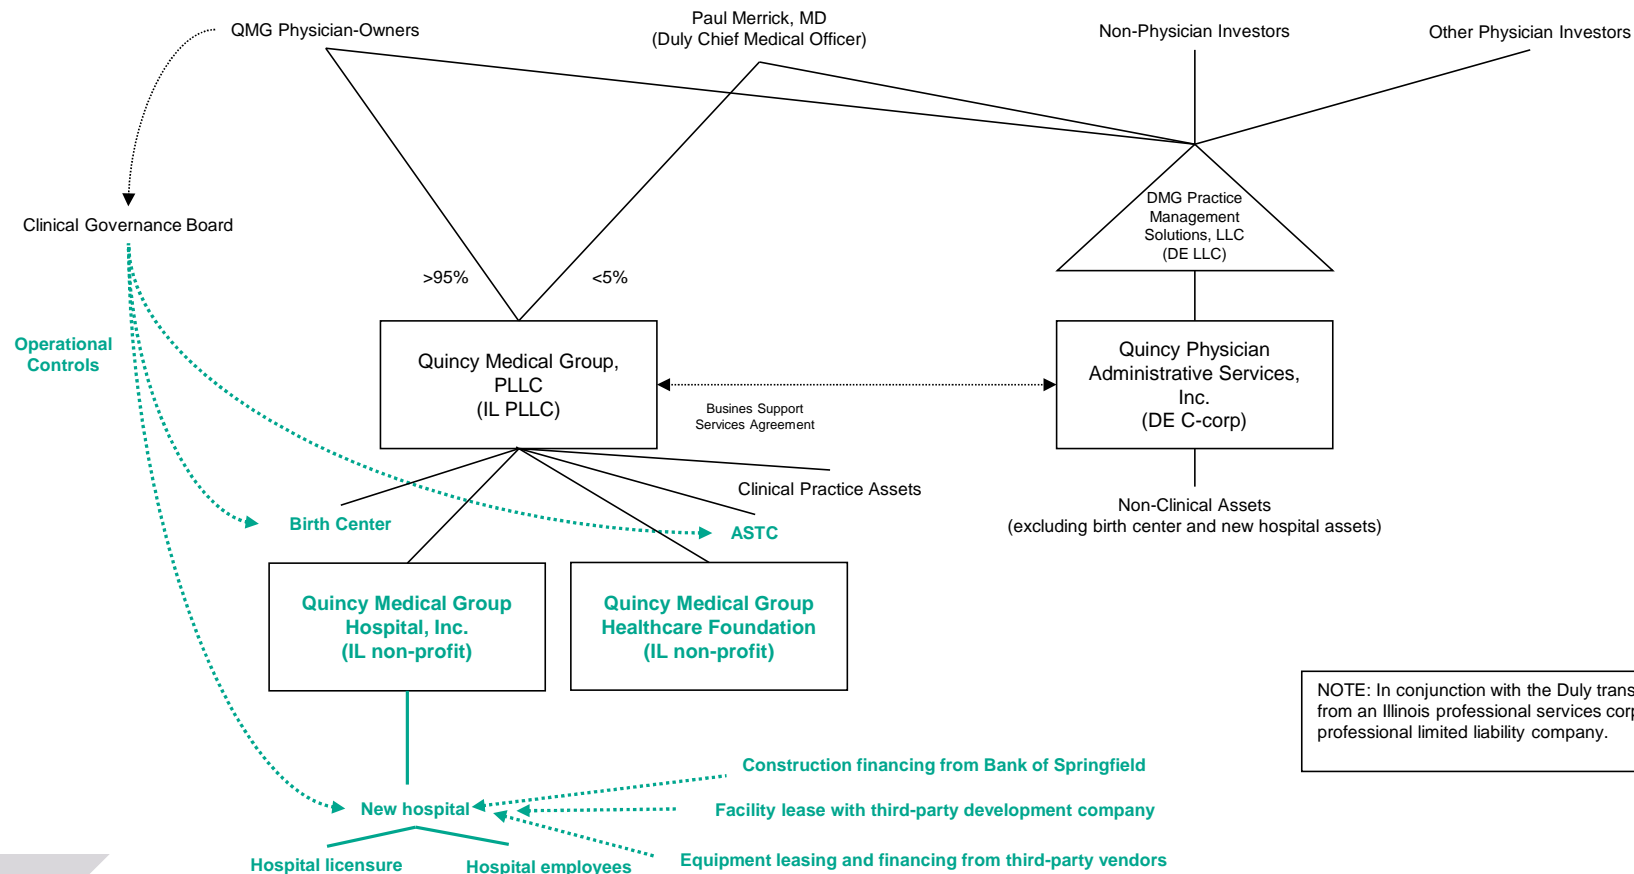 QMG Physician-Owners
Paul Merrick, MD
(Duly Chief Medical Officer)
Non-Physician Investors
Other Physician Investors
Clinical Governance Board
DMG Practice
Management
Solutions, LLC
(DE LLC)
>95%
<5%
Operational
Controls
Quincy Medical Group,
PLLC
(IL PLLC)
Busines Support
Services Agreement
Quincy Physician
Administrative Services,
Inc.
(DE C-corp)
Clinical Practice Assets
Birth Center
ASTC
Non-Clinical Assets
(excluding birth center and new hospital assets)
Quincy Medical Group
Hospital, Inc.
(IL non-profit)
Quincy Medical Group
Healthcare Foundation
(IL non-profit)
NOTE: In conjunction with the Duly trans
from an Illinois professional services corp
professional limited liability company.
Construction financing from Bank of Springfield
New hospital
Facility lease with third-party development company
Hospital licensure
Hospital employees
Equipment leasing and financing from third-party vendors